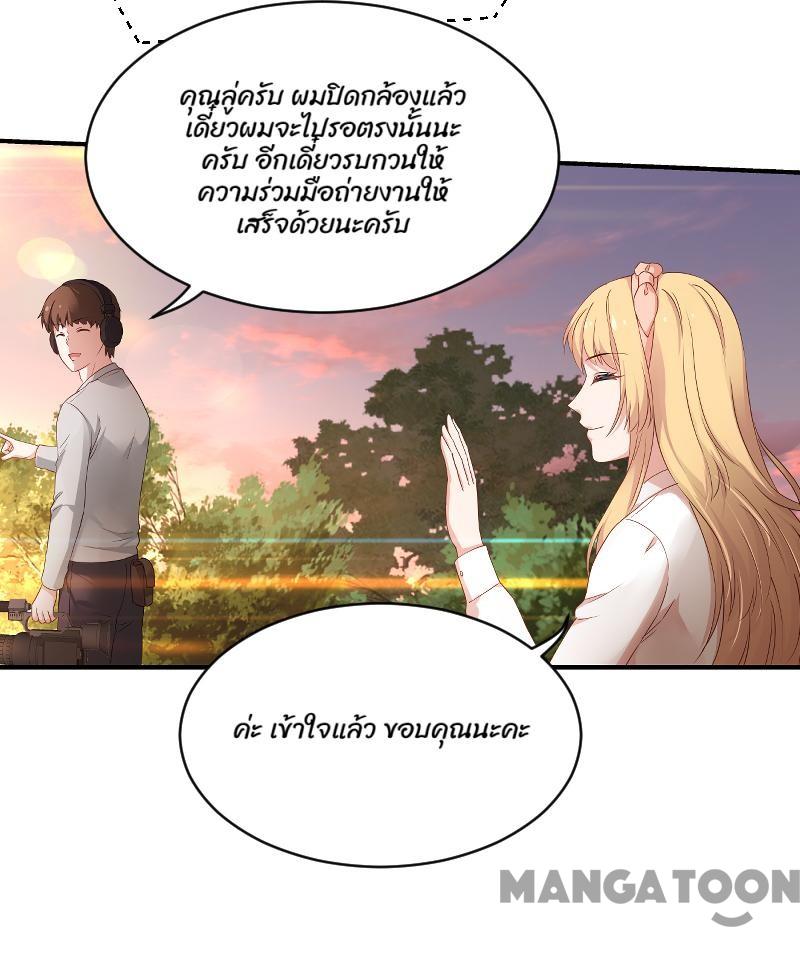 คุณลู่ครับ ผมปิดกล้องแล้ว
เดี๋ยวผมจะไปรอตรงนั้นนะ
ครับ อีกเดี๋ยวรบกวนให้
ความร่วมมือถ่ายงานให้
เสร็จด้วยนะครับ
ค่ะ เข้าใจแล้ว ขอบคุณนะคะ
MANGATOON